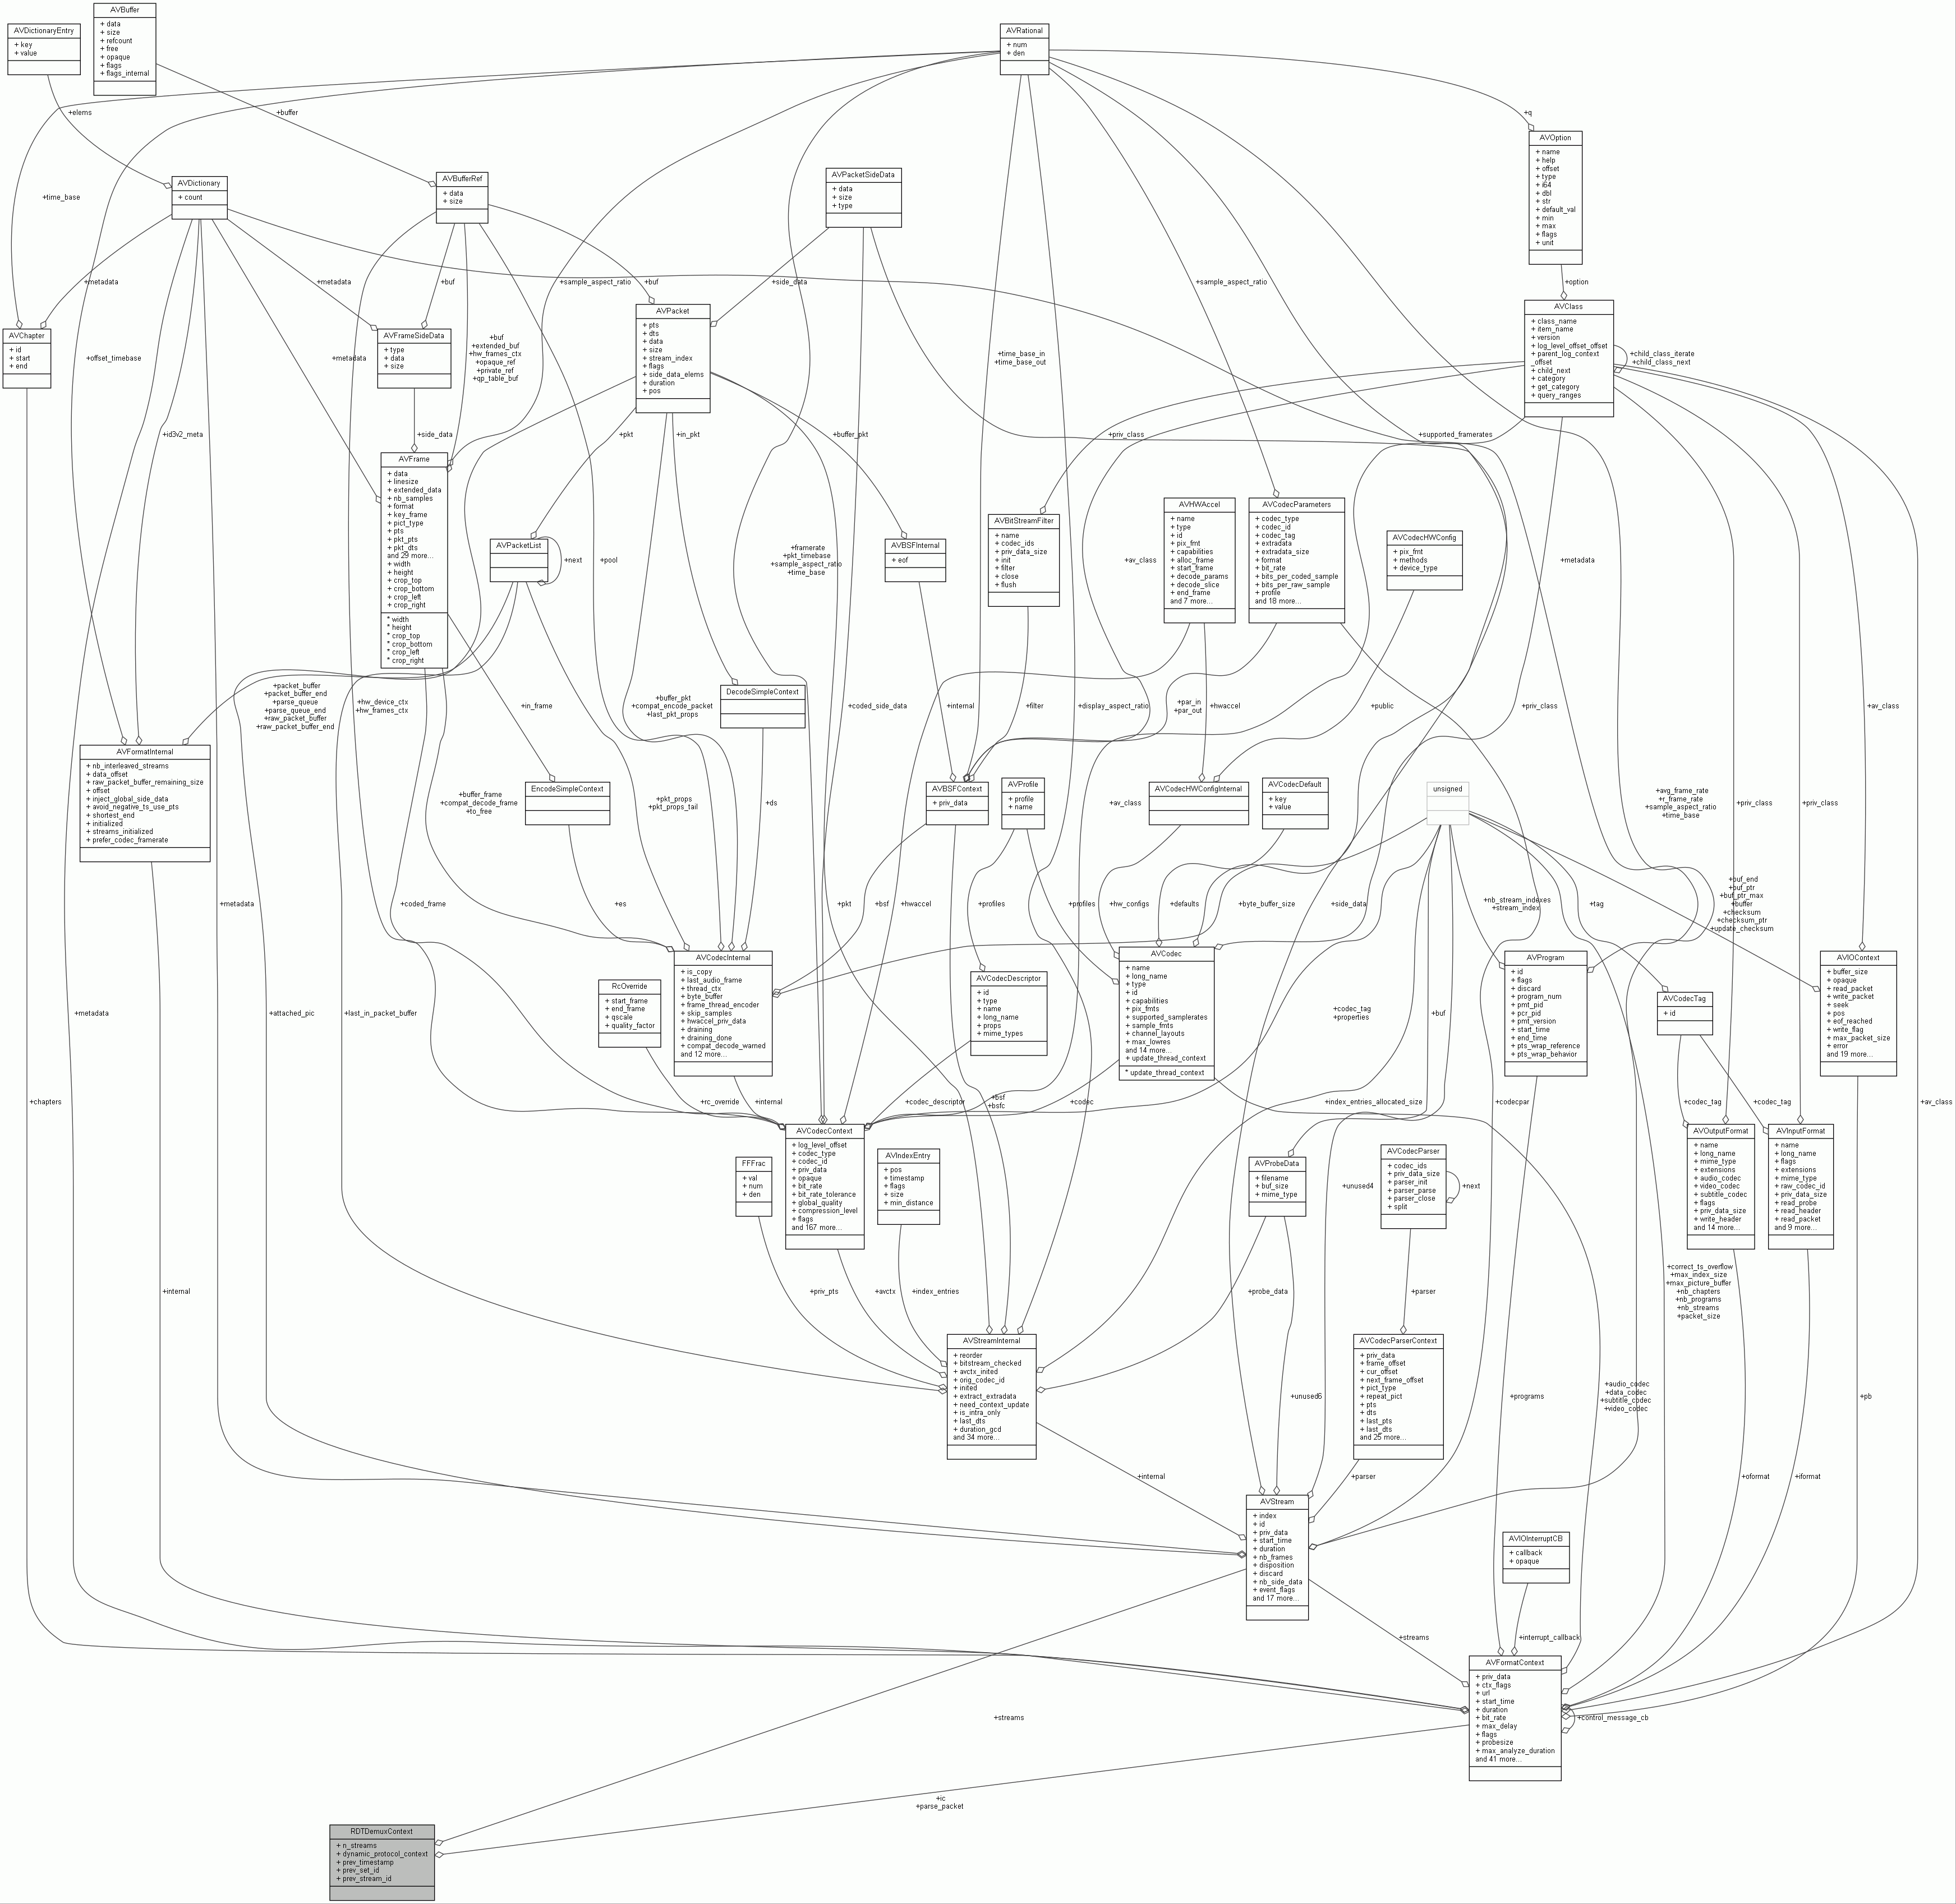 AVBuffer
+ data
+ size
+ refcount
+ free
+ opaque
+ flags
+ flags_internal
AVDictionaryEntry
+ key
+ value
AVRational
+ num
+ den
+elems
+buffer
+q
AVOption
+ name
+ help
+ offset
+ type
+ i64
+ dbl
+ str
+ default_val
+ min
+ max
+ flags
+ unit
AVDictionary
+ count
AVBufferRef
+ data
+ size
AVPacketSideData
+ data
+ size
+ type
+time_base
+metadata
+metadata
+buf
+sample_aspect_ratio
+buf
+side_data
+sample_aspect_ratio
+option
AVPacket
+ pts
+ dts
+ data
+ size
+ stream_index
+ flags
+ side_data_elems
+ duration
+ pos
AVClass
+ class_name
+ item_name
+ version
+ log_level_offset_offset
+ parent_log_context
_offset
+ child_next
+ category
+ get_category
+ query_ranges
+child_class_iterate
+child_class_next
AVChapter
+ id
+ start
+ end
AVFrameSideData
+ type
+ data
+ size
+offset_timebase
+metadata
+buf
+extended_buf
+hw_frames_ctx
+opaque_ref
+private_ref
+qp_table_buf
+time_base_in
+time_base_out
+id3v2_meta
+side_data
+pkt
+in_pkt
+buffer_pkt
+priv_class
+supported_framerates
AVFrame
+ data
+ linesize
+ extended_data
+ nb_samples
+ format
+ key_frame
+ pict_type
+ pts
+ pkt_pts
+ pkt_dts
and 29 more...
+ width
+ height
+ crop_top
+ crop_bottom
+ crop_left
+ crop_right
* width
* height
* crop_top
* crop_bottom
* crop_left
* crop_right
AVPacketList
+next
+pool
+framerate
+pkt_timebase
+sample_aspect_ratio
+time_base
AVBSFInternal
+ eof
AVBitStreamFilter
+ name
+ codec_ids
+ priv_data_size
+ init
+ filter
+ close
+ flush
+av_class
AVHWAccel
+ name
+ type
+ id
+ pix_fmt
+ capabilities
+ alloc_frame
+ start_frame
+ decode_params
+ decode_slice
+ end_frame
and 7 more...
AVCodecParameters
+ codec_type
+ codec_id
+ codec_tag
+ extradata
+ extradata_size
+ format
+ bit_rate
+ bits_per_coded_sample
+ bits_per_raw_sample
+ profile
and 18 more...
AVCodecHWConfig
+ pix_fmt
+ methods
+ device_type
+metadata
+packet_buffer
+packet_buffer_end
+parse_queue
+parse_queue_end
+raw_packet_buffer
+raw_packet_buffer_end
+hw_device_ctx
+hw_frames_ctx
+in_frame
+buffer_pkt
+compat_encode_packet
+last_pkt_props
DecodeSimpleContext
+coded_side_data
+internal
+filter
+display_aspect_ratio
+par_in
+par_out
+hwaccel
+public
+priv_class
+av_class
AVFormatInternal
+ nb_interleaved_streams
+ data_offset
+ raw_packet_buffer_remaining_size
+ offset
+ inject_global_side_data
+ avoid_negative_ts_use_pts
+ shortest_end
+ initialized
+ streams_initialized
+ prefer_codec_framerate
+buffer_frame
+compat_decode_frame
+to_free
EncodeSimpleContext
+pkt_props
+pkt_props_tail
+ds
AVBSFContext
+ priv_data
AVProfile
+ profile
+ name
+av_class
AVCodecHWConfigInternal
AVCodecDefault
+ key
+ value
unsigned
+avg_frame_rate
+r_frame_rate
+sample_aspect_ratio
+time_base
+priv_class
+priv_class
+metadata
+attached_pic
+coded_frame
+last_in_packet_buffer
+es
+pkt
+bsf
+hwaccel
+profiles
+profiles
+hw_configs
+defaults
+byte_buffer_size
+side_data
+nb_stream_indexes
+stream_index
+tag
+buf_end
+buf_ptr
+buf_ptr_max
+buffer
+checksum
+checksum_ptr
+update_checksum
AVCodecInternal
+ is_copy
+ last_audio_frame
+ thread_ctx
+ byte_buffer
+ frame_thread_encoder
+ skip_samples
+ hwaccel_priv_data
+ draining
+ draining_done
+ compat_decode_warned
and 12 more...
RcOverride
+ start_frame
+ end_frame
+ qscale
+ quality_factor
AVCodecDescriptor
+ id
+ type
+ name
+ long_name
+ props
+ mime_types
AVCodec
+ name
+ long_name
+ type
+ id
+ capabilities
+ pix_fmts
+ supported_samplerates
+ sample_fmts
+ channel_layouts
+ max_lowres
and 14 more...
+ update_thread_context
* update_thread_context
+codec_tag
+properties
+buf
AVProgram
+ id
+ flags
+ discard
+ program_num
+ pmt_pid
+ pcr_pid
+ pmt_version
+ start_time
+ end_time
+ pts_wrap_reference
+ pts_wrap_behavior
AVCodecTag
+ id
AVIOContext
+ buffer_size
+ opaque
+ read_packet
+ write_packet
+ seek
+ pos
+ eof_reached
+ write_flag
+ max_packet_size
+ error
and 19 more...
+metadata
+chapters
+rc_override
+internal
+codec_descriptor
+bsf
+bsfc
+codec
+index_entries_allocated_size
+codecpar
+codec_tag
+codec_tag
+av_class
AVCodecContext
+ log_level_offset
+ codec_type
+ codec_id
+ priv_data
+ opaque
+ bit_rate
+ bit_rate_tolerance
+ global_quality
+ compression_level
+ flags
and 167 more...
FFFrac
+ val
+ num
+ den
AVIndexEntry
+ pos
+ timestamp
+ flags
+ size
+ min_distance
AVProbeData
+ filename
+ buf_size
+ mime_type
+unused4
AVCodecParser
+ codec_ids
+ priv_data_size
+ parser_init
+ parser_parse
+ parser_close
+ split
+next
AVOutputFormat
+ name
+ long_name
+ mime_type
+ extensions
+ audio_codec
+ video_codec
+ subtitle_codec
+ flags
+ priv_data_size
+ write_header
and 14 more...
AVInputFormat
+ name
+ long_name
+ flags
+ extensions
+ mime_type
+ raw_codec_id
+ priv_data_size
+ read_probe
+ read_header
+ read_packet
and 9 more...
+internal
+priv_pts
+avctx
+index_entries
+probe_data
+parser
+correct_ts_overflow
+max_index_size
+max_picture_buffer
+nb_chapters
+nb_programs
+nb_streams
+packet_size
AVStreamInternal
+ reorder
+ bitstream_checked
+ avctx_inited
+ orig_codec_id
+ inited
+ extract_extradata
+ need_context_update
+ is_intra_only
+ last_dts
+ duration_gcd
and 34 more...
+unused6
AVCodecParserContext
+ priv_data
+ frame_offset
+ cur_offset
+ next_frame_offset
+ pict_type
+ repeat_pict
+ pts
+ dts
+ last_pts
+ last_dts
and 25 more...
+programs
+audio_codec
+data_codec
+subtitle_codec
+video_codec
+pb
+internal
+parser
+oformat
+iformat
AVStream
+ index
+ id
+ priv_data
+ start_time
+ duration
+ nb_frames
+ disposition
+ discard
+ nb_side_data
+ event_flags
and 17 more...
AVIOInterruptCB
+ callback
+ opaque
+streams
+interrupt_callback
AVFormatContext
+ priv_data
+ ctx_flags
+ url
+ start_time
+ duration
+ bit_rate
+ max_delay
+ flags
+ probesize
+ max_analyze_duration
and 41 more...
+control_message_cb
+streams
+ic
+parse_packet
RDTDemuxContext
+ n_streams
+ dynamic_protocol_context
+ prev_timestamp
+ prev_set_id
+ prev_stream_id